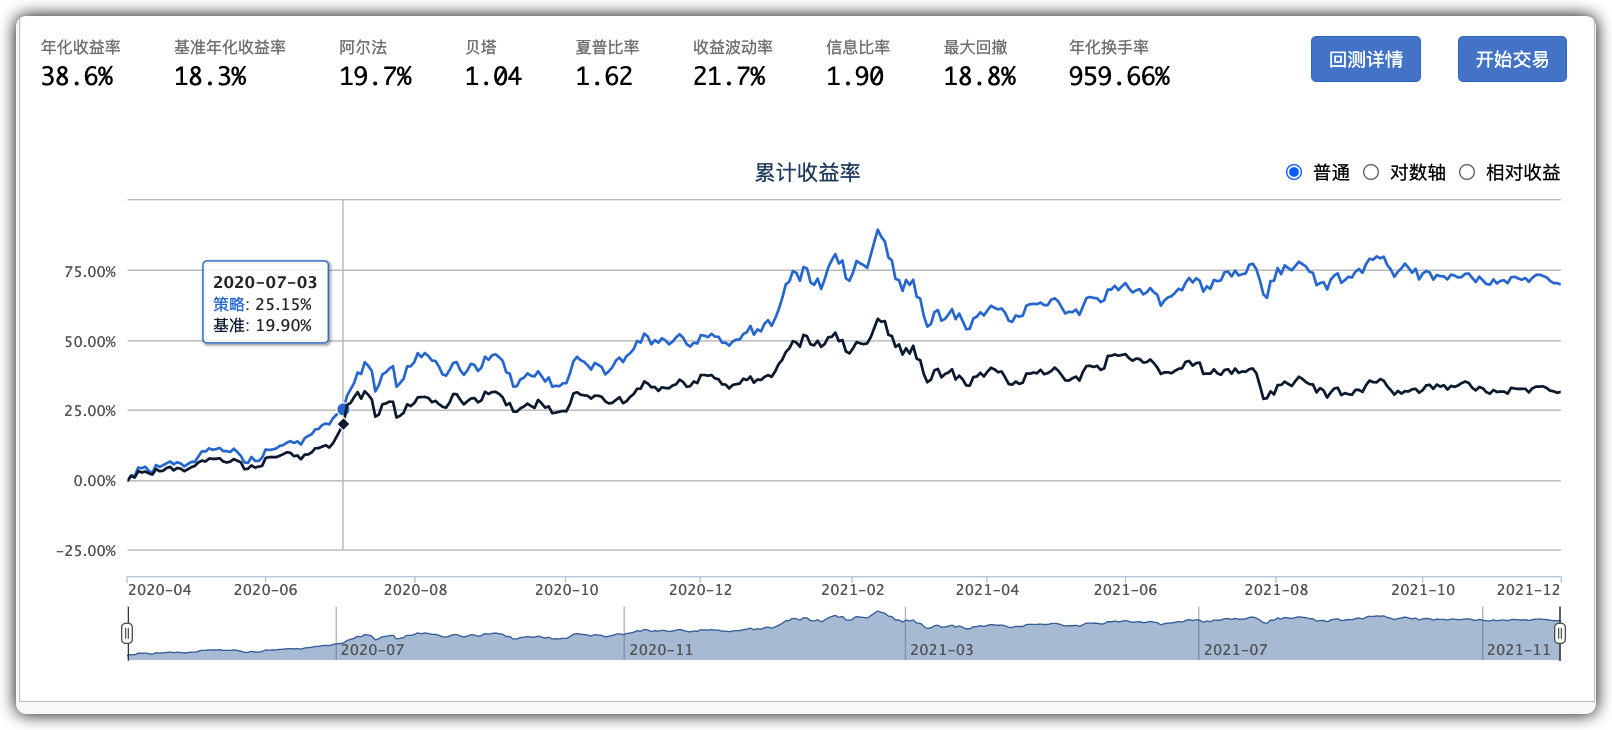 年化收益率 基准年化收益率 阿尔法 贝塔 夏普比率 收益波动率 信息比率 最大回撤 年化换手率
38.6% 18.3% 19.7% 1.04 1.62 21.7% 1.90 18.8% 959.66%
回测详情 开始交易
累计收益率
普通 对数轴 相对收益
75.00%
2020-07-03
策略: 25.15%
基准: 19.90%
50.00%
25.00%
0.00%
-25.00%
2020-04 2020-06 2020-08 2020-10 2020-12 2021-02 2021-04 2021-06 2021-08 2021-10 2021-12
2020-07 2020-11 2021-03 2021-07 2021-11